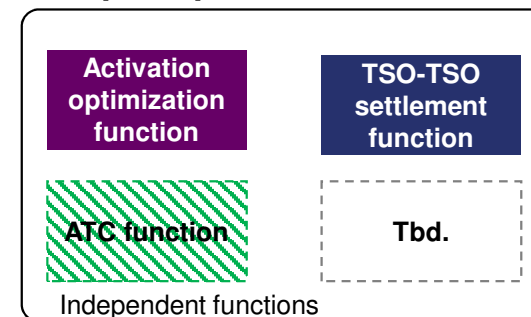 Activation
optimization
function
TSO-TSO
settlement
function
ATC function
Tbd.
Independent functions